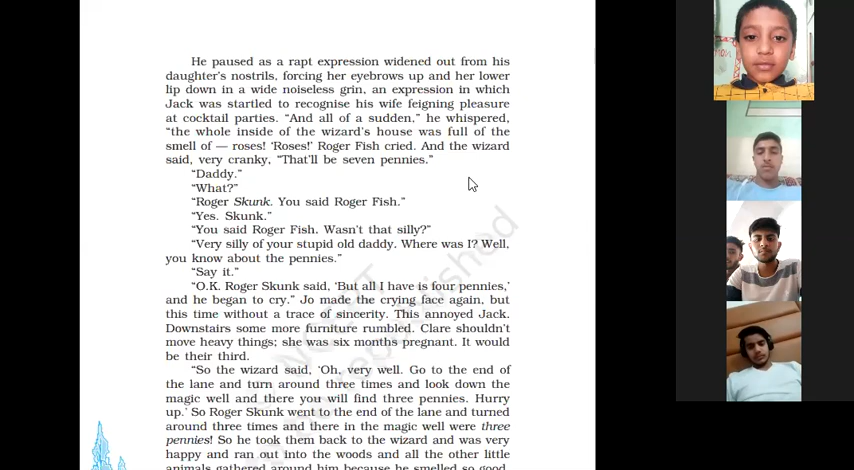 He paused as a rapt expression widened out from his
daughter's nostrils, forcing her eyebrows up and her lower
lip down in a wide noiseless grin, an expression in which
Jack was startled to recognise his wife feigning pleasure
at cocktail parties. “And all of a sudden,” he whispered,
“the whole inside of the wizard's house was full of the
smell of — roses! ‘Roses!’ Roger Fish cried. And the wizard
said, very cranky, “That'll be seven pennies.”
“Daddy.”
“What?”
“Roger Skunk. You said Roger Fish.”
“Yes. Skunk.”
“You said Roger Fish. Wasn't that silly?”
“Very silly of your stupid old daddy. Where was I? Well,
you know about the pennies.”
“Say it.”
“O.K. Roger Skunk said, ‘But all I have is four pennies,’
and he began to cry.” Jo made the crying face again, but
this time without a trace of sincerity. This annoyed Jack.
Downstairs some more furniture rumbled. Clare shouldn't
move heavy things; she was six months pregnant. It would
be their third.
“So the wizard said, ‘Oh, very well. Go to the end of
the lane and turn around three times and look down the
magic well and there you will find three pennies. Hurry
up.’ So Roger Skunk went to the end of the lane and turned
around three times and there in the magic well were three
pennies! So he took them back to the wizard and was very
happy and ran out into the woods and all the other little
animals gathered around him because he smelled so good.